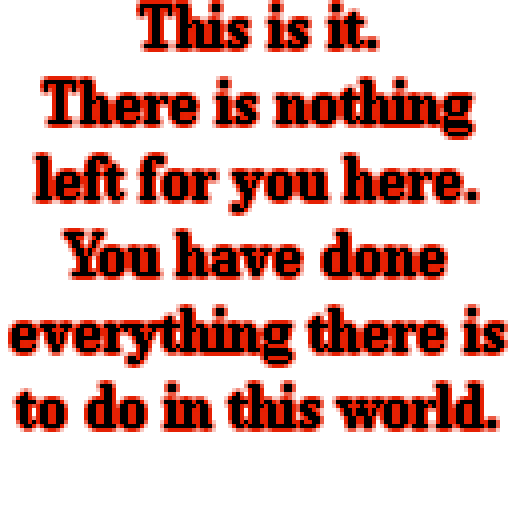 This is it.
There is nothing
left for you here.
You have done
everything there is
to do in this world.